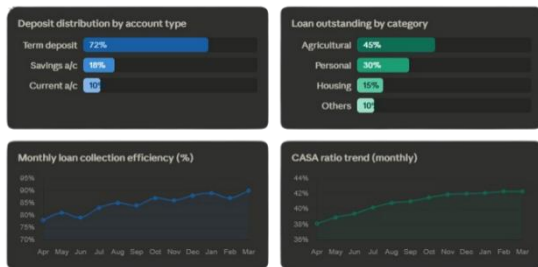 Deposit distribution by account type
Term deposit 72%
Savings a/c 18%
Current a/c 10
Loan outstanding by category
Agricultural 45%
Personal 30%
Housing 15%
Others 10
Monthly loan collection efficiency (%)
95%
90%
85%
80%
75%
70%
Apr May Jun Jul Aug Sep Oct Nov Dec Jan Feb Mar
CASA ratio trend (monthly)
44%
42%
40%
38%
36%
Apr May Jun Jul Aug Sep Oct Nov Dec Jan Feb Mar